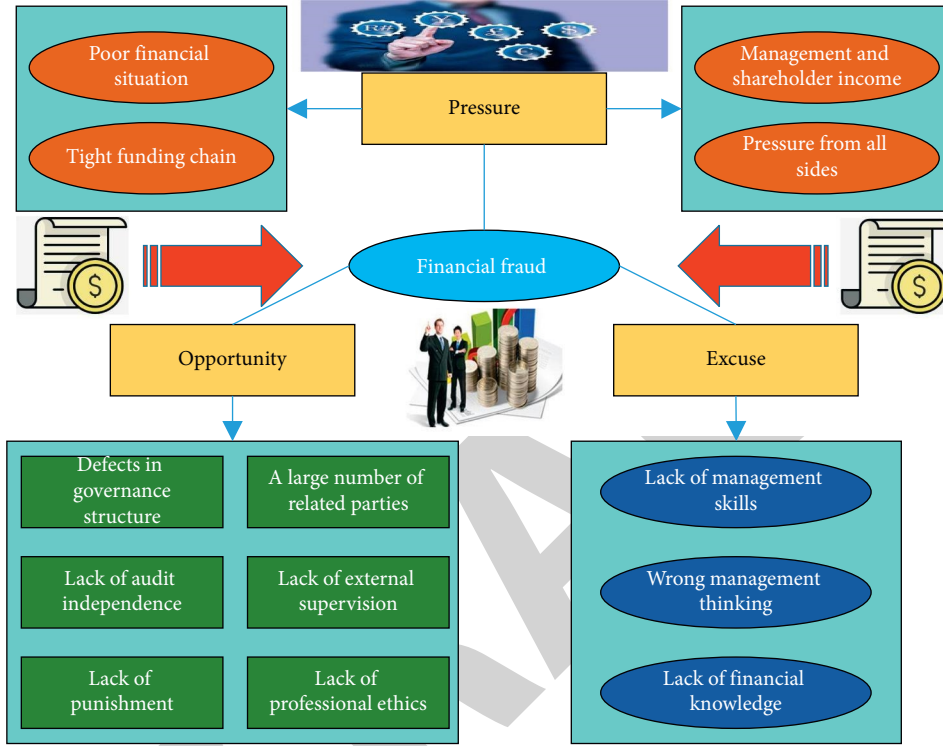 Poor financial
situation
Tight funding chain
R#
¥
£
$
€
Pressure
Management and
shareholder income
Pressure from all
sides
$
Financial fraud
$
Opportunity
Excuse
Defects in
governance
structure
A large number of
related parties
Lack of audit
independence
Lack of external
supervision
Lack of
punishment
Lack of
professional ethics
Lack of management
skills
Wrong management
thinking
Lack of financial
knowledge